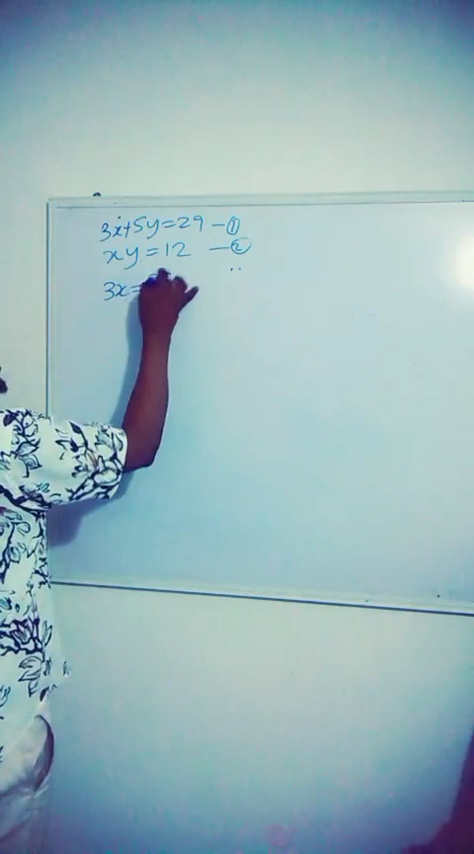 3x+5y=29 —①
xy=12 —②
3x=